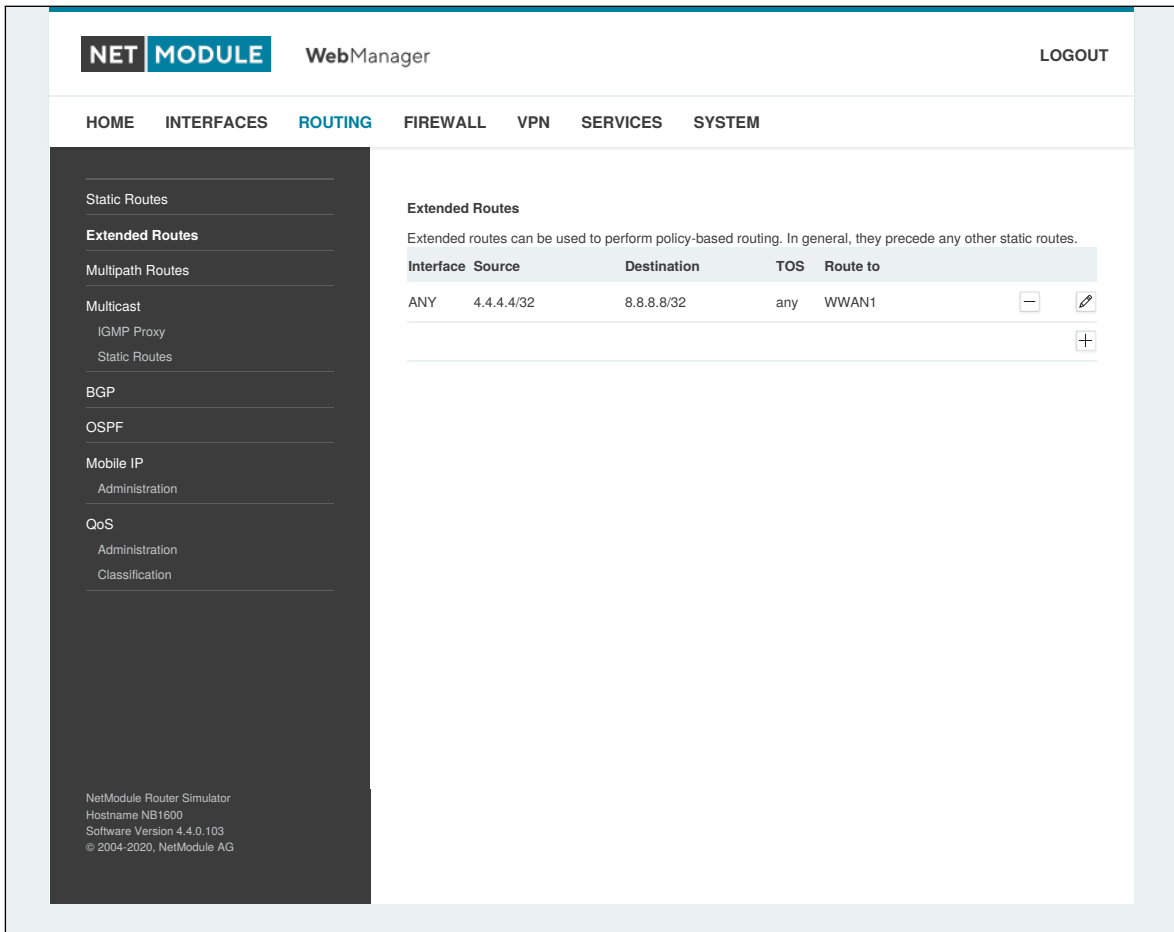 NET MODULE WebManager LOGOUT
HOME INTERFACES ROUTING FIREWALL VPN SERVICES SYSTEM
Static Routes
Extended Routes
Multipath Routes
Multicast
IGMP Proxy
Static Routes
BGP
OSPF
Mobile IP
Administration
QoS
Administration
Classification
NetModule Router Simulator
Hostname NB1600
Software Version 4.4.0.103
© 2004-2020, NetModule AG
Extended Routes
Extended routes can be used to perform policy-based routing. In general, they precede any other static routes.
Interface Source Destination TOS Route to
ANY 4.4.4.4/32 8.8.8.8/32 any WWAN1